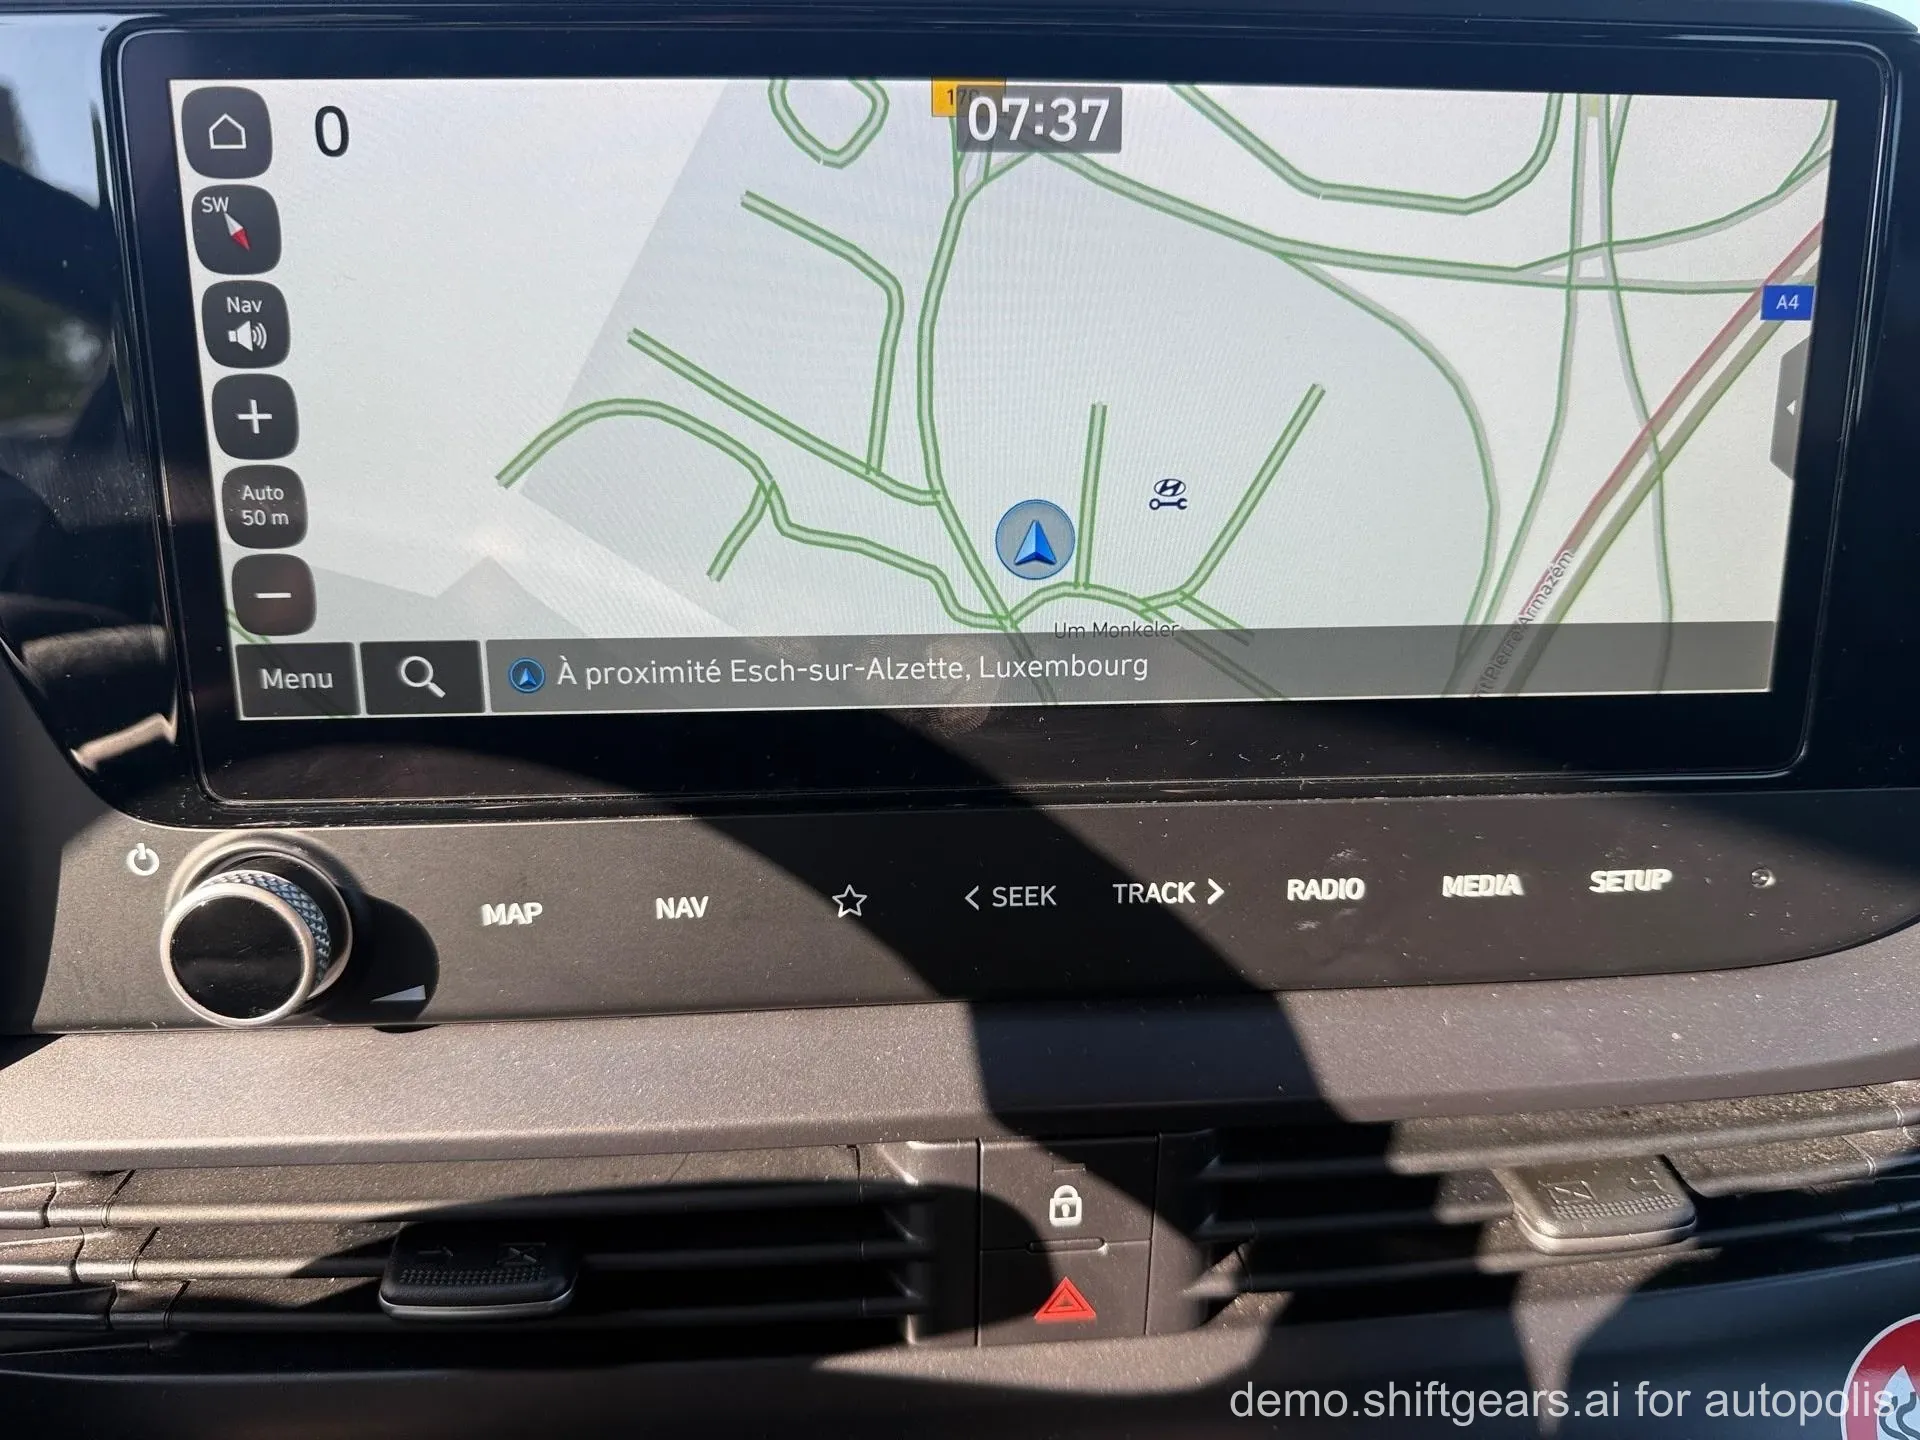 0
170
07:37
SW
A4
Nav
Auto
50 m
Um Monkeler
Menu
À proximité Esch-sur-Alzette, Luxembourg
MAP
NAV
SEEK
TRACK
RADIO
MEDIA
SETUP
demo.shiftgears.ai for autopolis